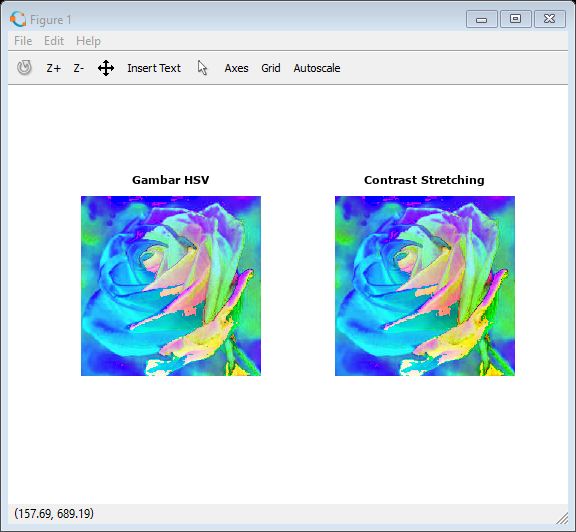 Figure 1
File Edit Help
Z+ Z- Insert Text Axes Grid Autoscale
Gambar HSV Contrast Stretching
(157.69, 689.19)